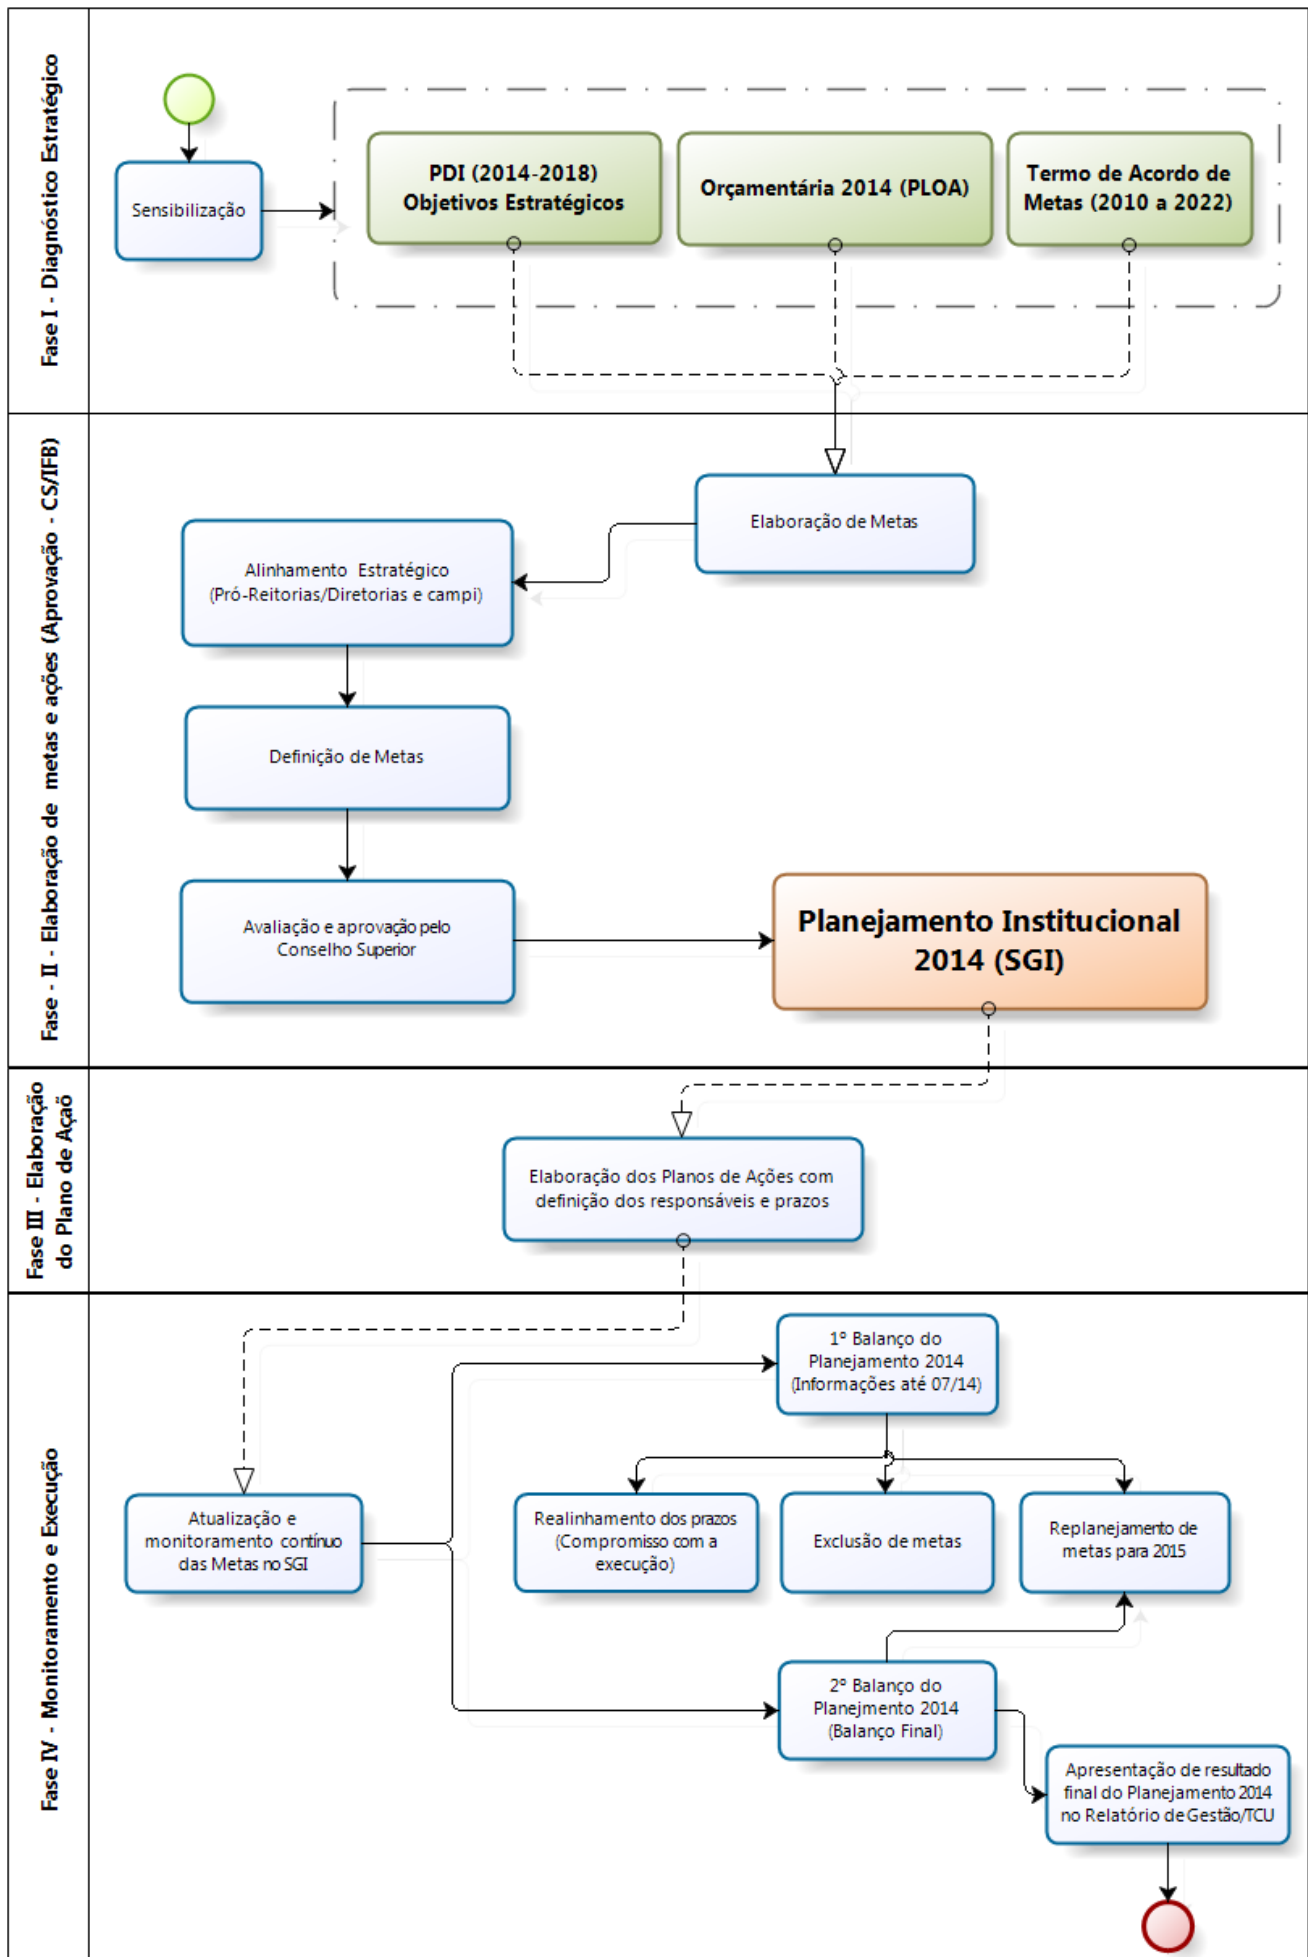 Fase I - Diagnóstico Estratégico
Sensibilização
PDI (2014-2018)
Objetivos Estratégicos
Orçamentária 2014 (PLOA)
Termo de Acordo de
Metas (2010 a 2022)
Fase - II - Elaboração de metas e ações (Aprovação - CS/IFB)
Elaboração de Metas
Alinhamento Estratégico
(Pró-Reitorias/Diretorias e campi)
Definição de Metas
Avaliação e aprovação pelo
Conselho Superior
Planejamento Institucional
2014 (SGI)
Fase III - Elaboração
do Plano de Açaõ
Elaboração dos Planos de Ações com
definição dos responsáveis e prazos
Fase IV - Monitoramento e Execução
1º Balanço do
Planejamento 2014
(Informações até 07/14)
Atualização e
monitoramento contínuo
das Metas no SGI
Realinhamento dos prazos
(Compromisso com a
execução)
Exclusão de metas
Replanejamento de
metas para 2015
2º Balanço do
Planejmento 2014
(Balanço Final)
Apresentação de resultado
final do Planejamento 2014
no Relatório de Gestão/TCU